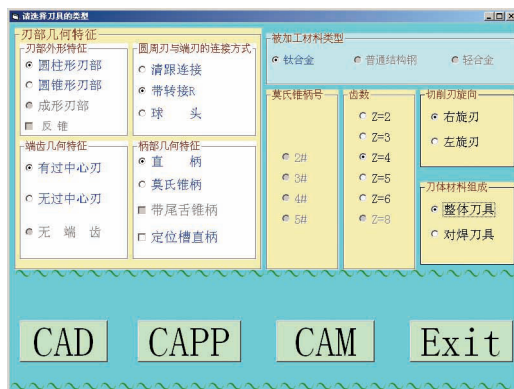 请选择刀具的类型
刃部几何特征
刃部外形特征
圆柱形刃部
圆锥形刃部
成形刃部
反锥
圆周刃与端刃的连接方式
清跟连接
带转接R
球 头
端齿几何特征
有过中心刃
无过中心刃
无 端 齿
柄部几何特征
直 柄
莫氏锥柄
带尾舌锥柄
定位槽直柄
被加工材料类型
钛合金
普通结构钢
轻合金
莫氏锥柄号
2#
3#
4#
5#
齿数
Z=2
Z=3
Z=4
Z=5
Z=6
Z=8
切削刃旋向
右旋刃
左旋刃
刀体材料组成
整体刀具
对焊刀具
CAD
CAPP
CAM
Exit